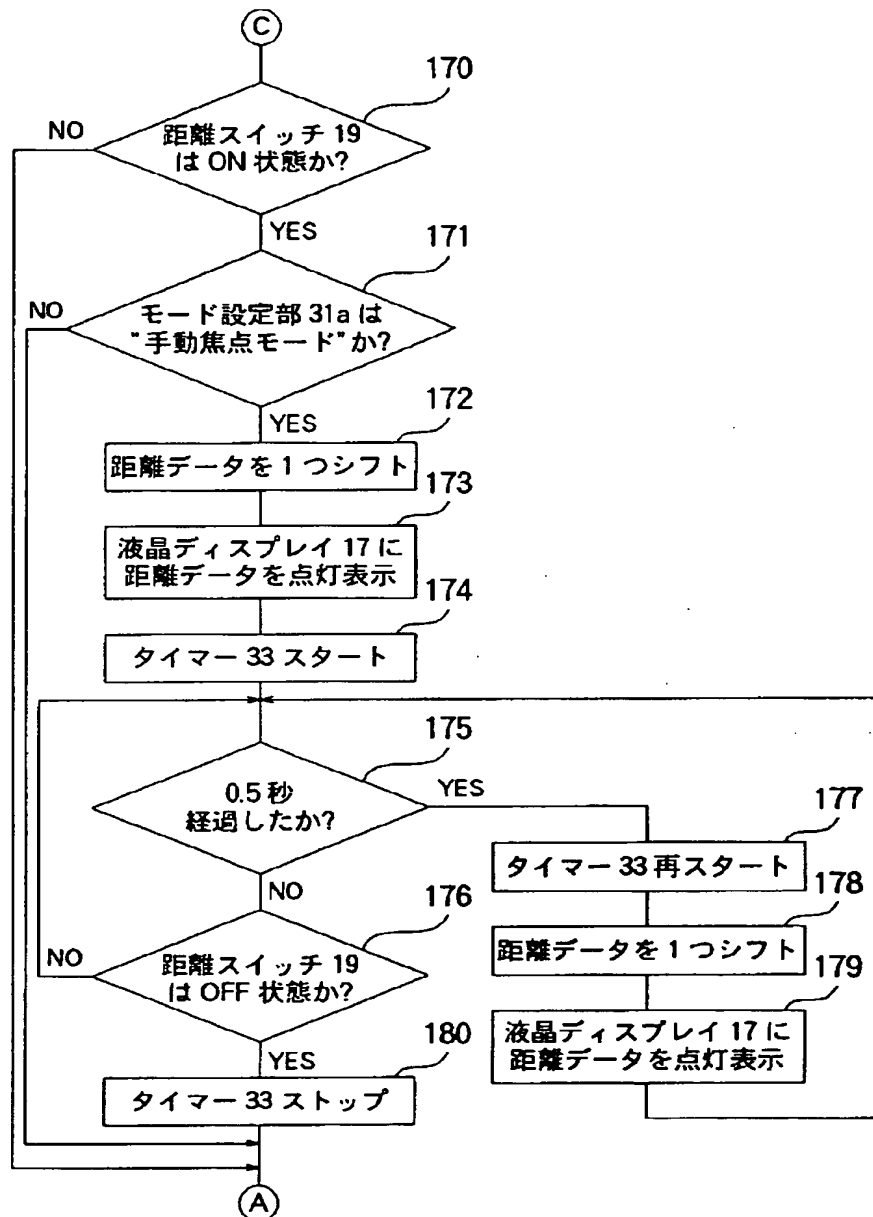 C
170
NO
距離スイッチ 19
は ON 状態か?
YES
171
NO
モード設定部 31a は
"手動焦点モード"か?
YES
172
距離データを 1 つシフト
173
液晶ディスプレイ 17 に
距離データを点灯表示
174
タイマー 33 スタート
175
0.5 秒
経過したか?
YES
177
タイマー 33 再スタート
NO
176
178
距離データを 1 つシフト
NO
距離スイッチ 19
は OFF 状態か?
179
液晶ディスプレイ 17 に
距離データを点灯表示
YES
180
タイマー 33 ストップ
A